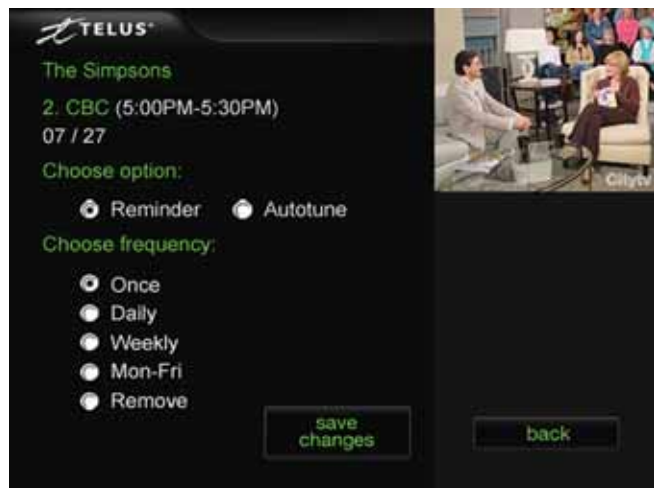 TELUS
The Simpsons
2. CBC (5:00PM-5:30PM)
07 / 27
Choose option:
Reminder Autotune
Choose frequency:
Once
Daily
Weekly
Mon-Fri
Remove
save
changes
back
Citytv